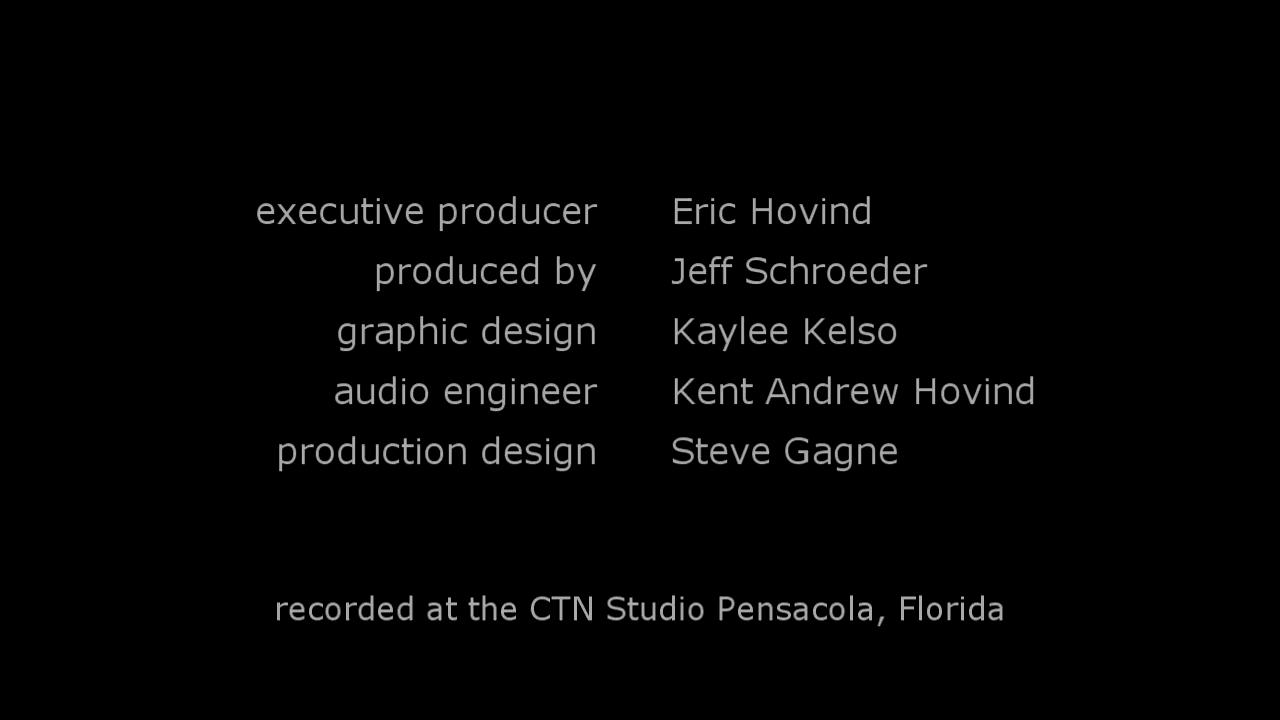 executive producer Eric Hovind
produced by Jeff Schroeder
graphic design Kaylee Kelso
audio engineer Kent Andrew Hovind
production design Steve Gagne
recorded at the CTN Studio Pensacola, Florida